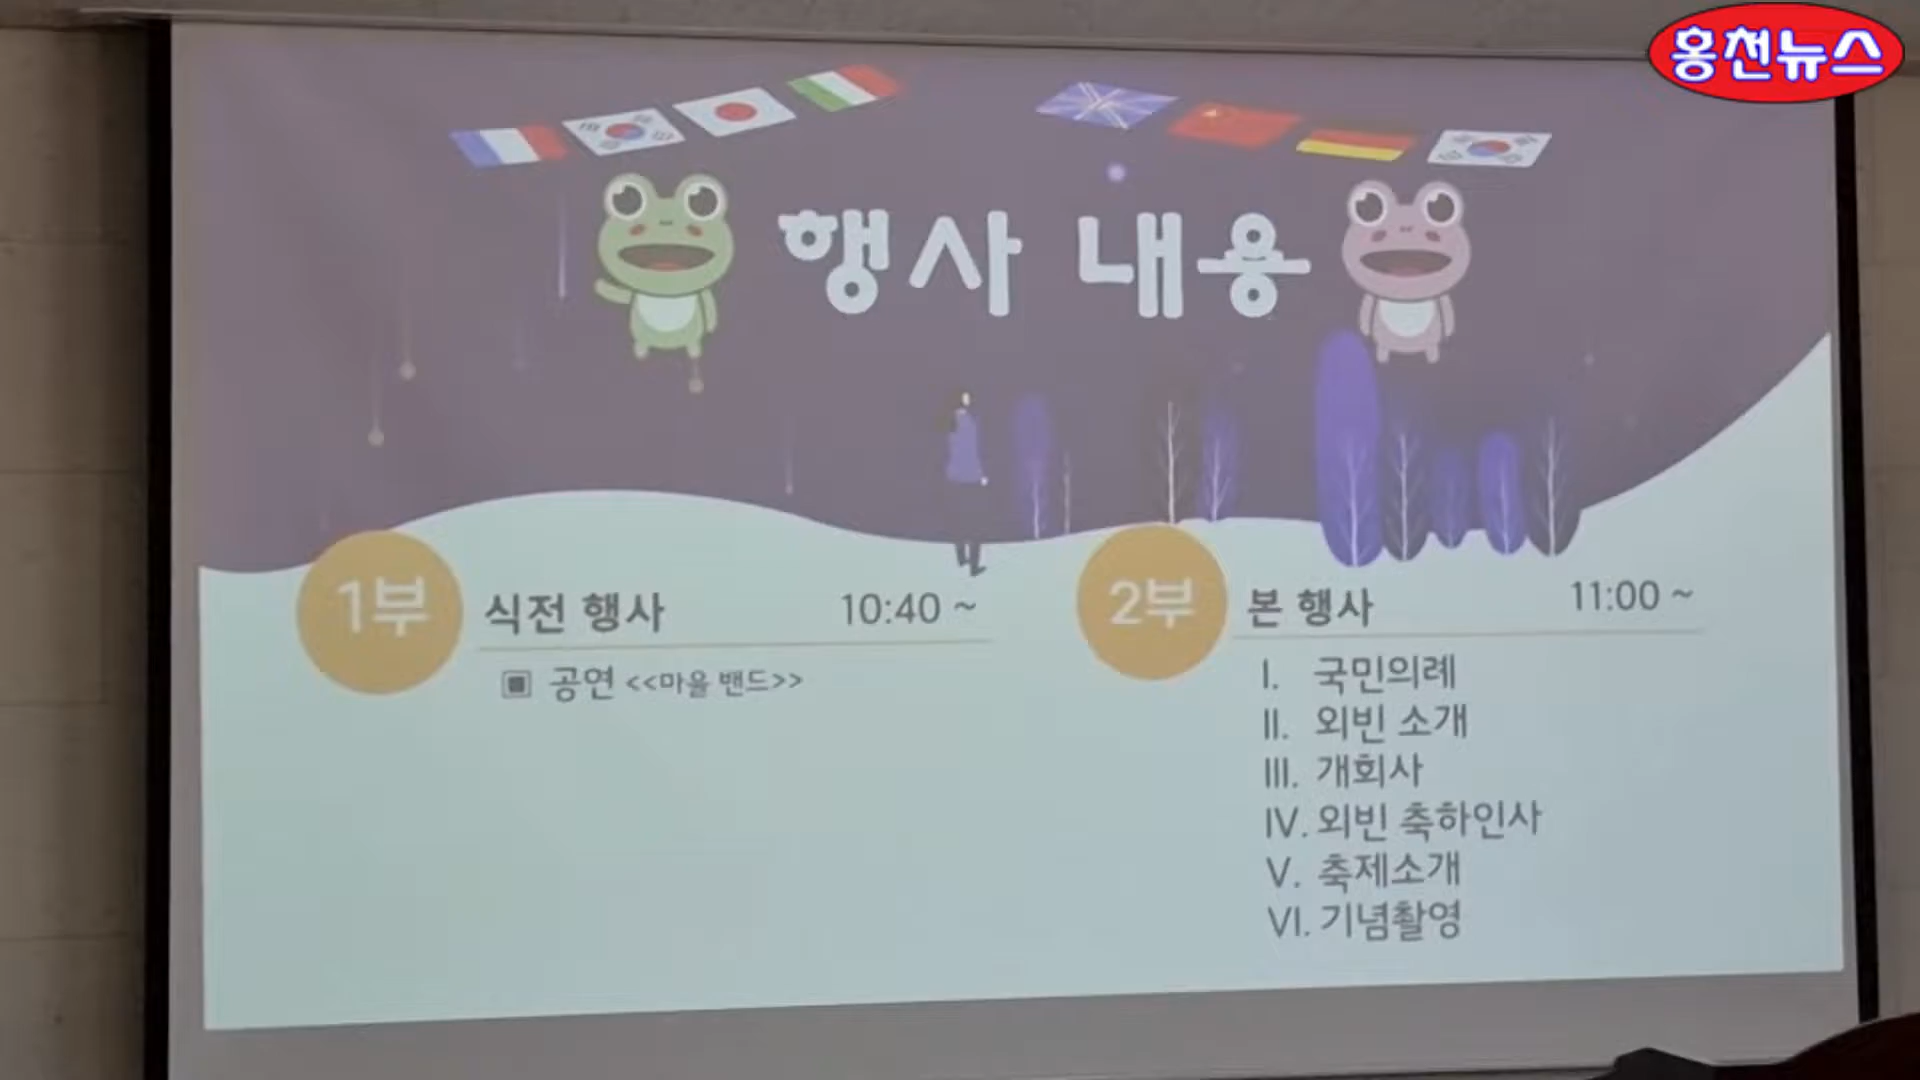 홍천뉴스
행사 내용
1부 식전 행사 10:40 ~
▣ 공연 <<마을 밴드>>
2부 본 행사 11:00 ~
I. 국민의례
II. 외빈 소개
III. 개회사
IV. 외빈 축하인사
V. 축제소개
VI. 기념촬영